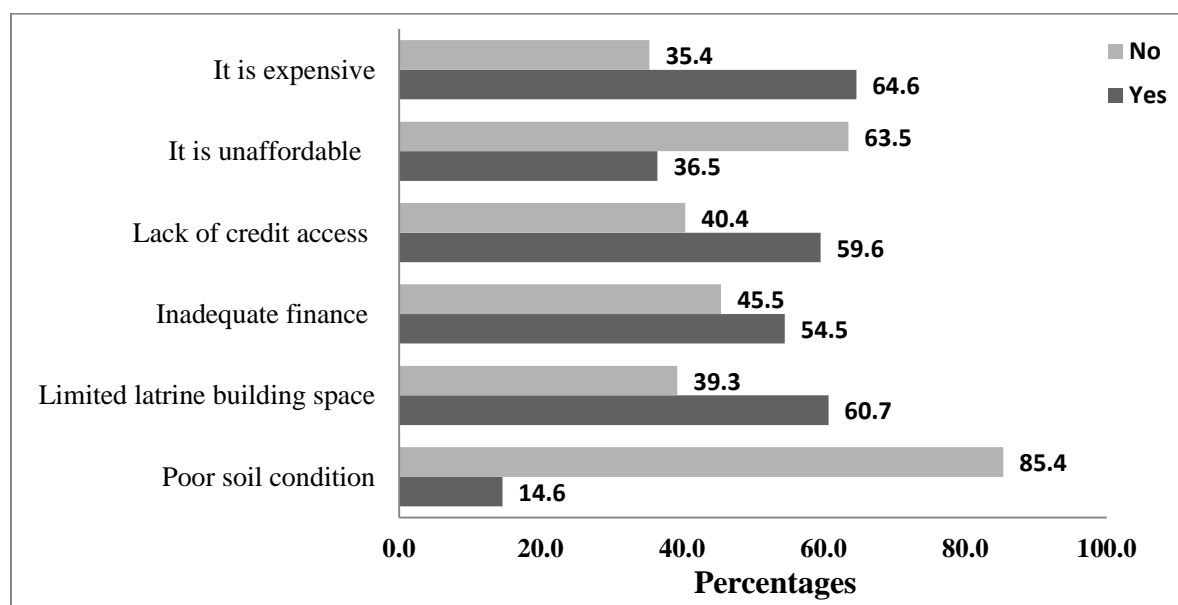 No
Yes
It is expensive
35.4
64.6
It is unaffordable
63.5
36.5
Lack of credit access
40.4
59.6
Inadequate finance
45.5
54.5
Limited latrine building space
39.3
60.7
Poor soil condition
85.4
14.6
0.0 20.0 40.0 60.0 80.0 100.0
Percentages